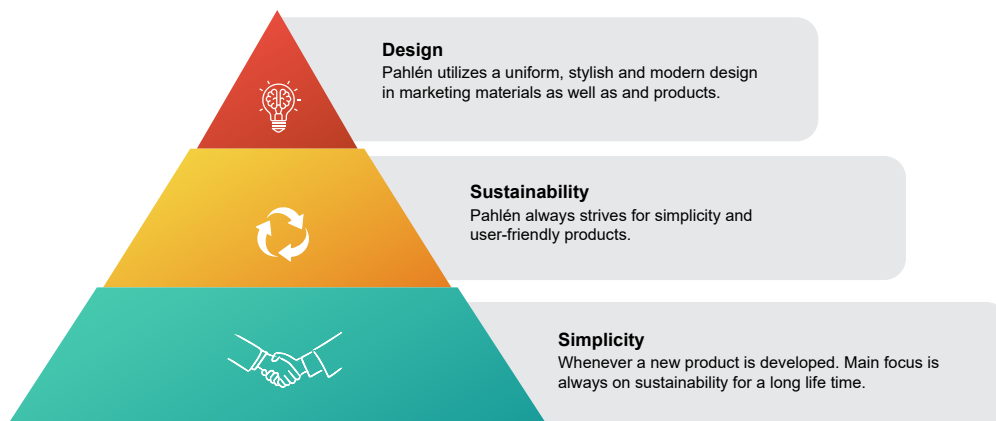 Design
Pahlén utilizes a uniform, stylish and modern design
in marketing materials as well as and products.
Sustainability
Pahlén always strives for simplicity and
user-friendly products.
Simplicity
Whenever a new product is developed. Main focus is
always on sustainability for a long life time.